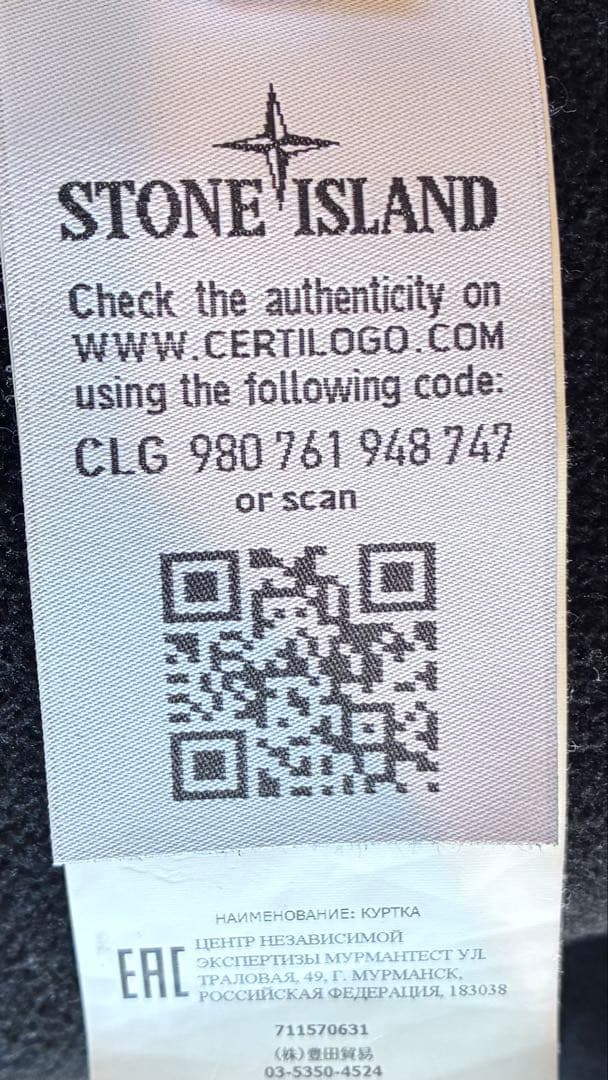 STONE ISLAND
Check the authenticity on
WWW.CERTILOGO.COM
using the following code:
CLG 980 761 948 747
or scan
НАИМЕНОВАНИЕ: КУРТКА
EAC
ЦЕНТР НЕЗАВИСИМОЙ
ЭКСПЕРТИЗЫ МУРМАНТЕСТ УЛ.
ТРАЛОВАЯ, 49, Г. МУРМАНСК,
РОССИЙСКАЯ ФЕДЕРАЦИЯ, 183038
711570631
(株)豊田貿易
03-5350-4524